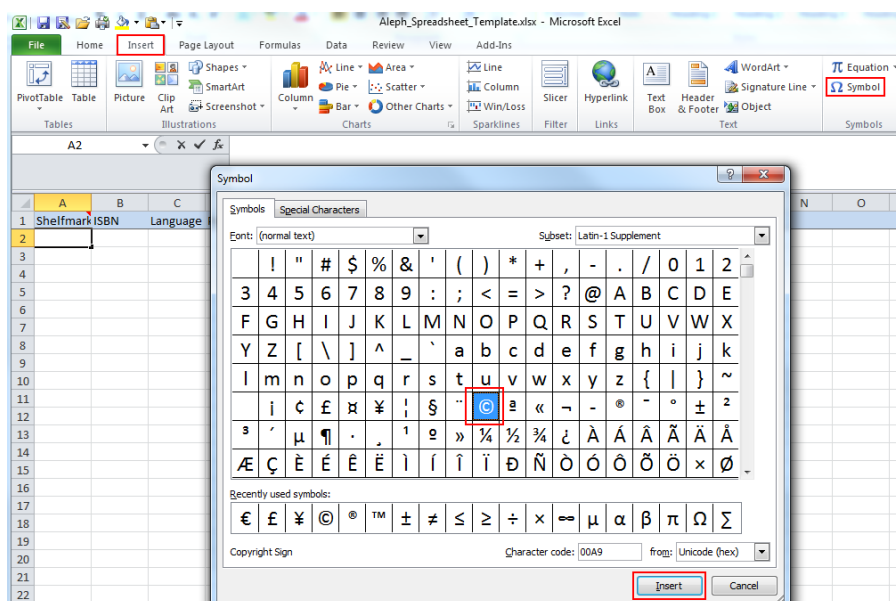 Aleph_Spreadsheet_Template.xlsx - Microsoft Excel
File Home Insert Page Layout Formulas Data Review View Add-Ins
PivotTable Table Picture Clip Art Shapes SmartArt Screenshot Column Line Pie Bar Area Scatter Other Charts Line Column Win/Loss Slicer Hyperlink Text Box Header & Footer WordArt Signature Line Object π Equation Ω Symbol
Tables Illustrations Charts Sparklines Filter Links Text Symbols
A2 fx
Symbol
A B C N O
1 Shelfmark ISBN Language
2
3
4
5
6
7
8
9
10
11
12
13
14
15
16
17
18
19
20
21
22
Symbols Special Characters
Font: (normal text) Subset: Latin-1 Supplement
! " # $ % & ' ( ) * + , - . / 0 1 2
3 4 5 6 7 8 9 : ; < = > ? @ A B C D E
F G H I J K L M N O P Q R S T U V W X
Y Z [ \ ] ^ _ ` a b c d e f g h i j k
l m n o p q r s t u v w x y z { | } ~
¡ ¢ £ ¤ ¥ ¦ § ¨ © ª « ¬ - ® ¯ ° ± ²
³ ´ µ ¶ · ¸ ¹ º » ¼ ½ ¾ ¿ À Á Â Ã Ä Å
Æ Ç È É Ê Ë Ì Í Î Ï Ð Ñ Ò Ó Ô Õ Ö × Ø
Recently used symbols:
€ £ ¥ © ® ™ ± ≠ ≤ ≥ ÷ × ∞ µ α β π Ω ∑
Copyright Sign Character code: 00A9 from: Unicode (hex)
Insert Cancel